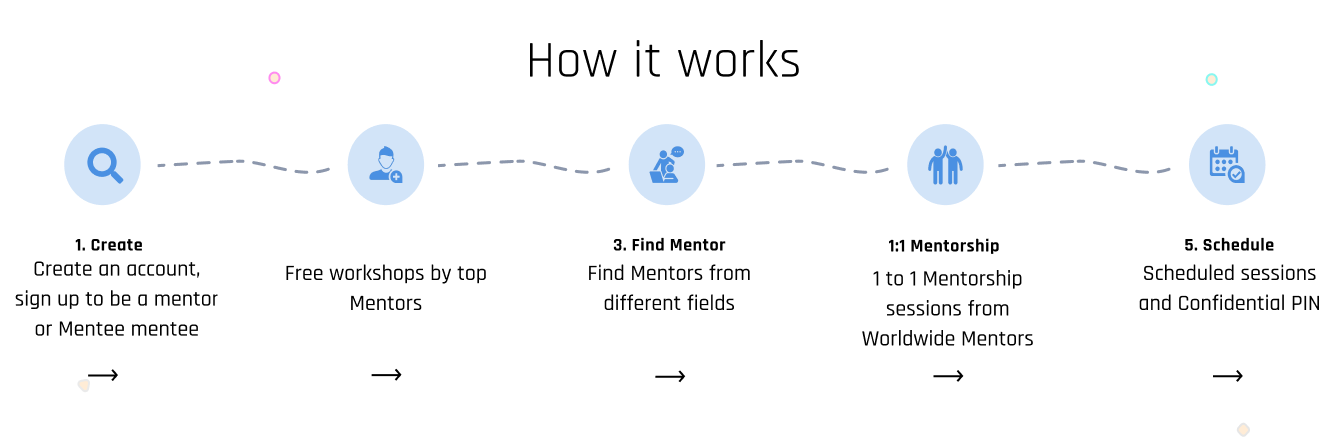 How it works
1. Create
Create an account,
sign up to be a mentor
or Mentee mentee
Free workshops by top
Mentors
3. Find Mentor
Find Mentors from
different fields
1:1 Mentorship
1 to 1 Mentorship
sessions from
Worldwide Mentors
5. Schedule
Scheduled sessions
and Confidential PIN